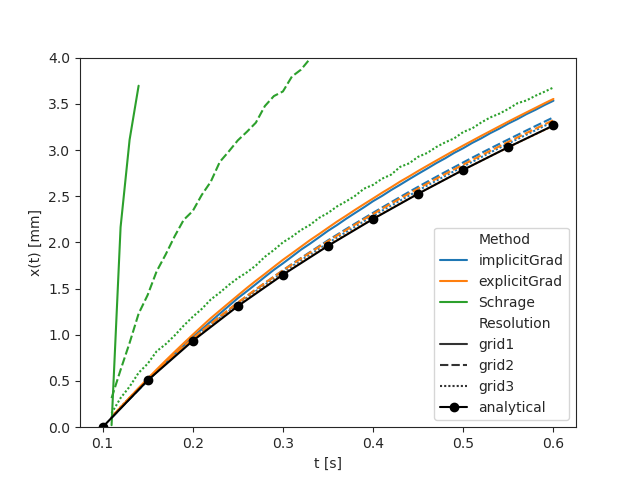 4.0
3.5
3.0
2.5
2.0
1.5
1.0
0.5
0.0
x(t) [mm]
0.1 0.2 0.3 0.4 0.5 0.6
t [s]
Method
implicitGrad
explicitGrad
Schrage
Resolution
grid1
grid2
grid3
analytical